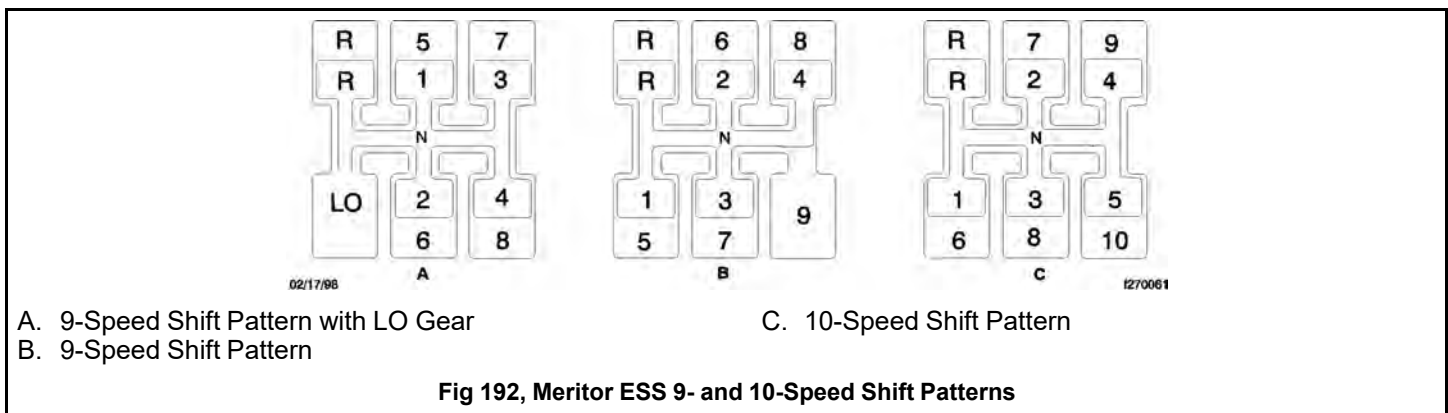 R 5 7 R 6 8 R 7 9
R 1 3 R 2 4 R 2 4
N N N
LO 2 4 1 3 9 1 3 5
6 8 5 7 6 8 10
A B C
02/17/98 f270061
A. 9-Speed Shift Pattern with LO Gear C. 10-Speed Shift Pattern
B. 9-Speed Shift Pattern
Fig 192, Meritor ESS 9- and 10-Speed Shift Patterns